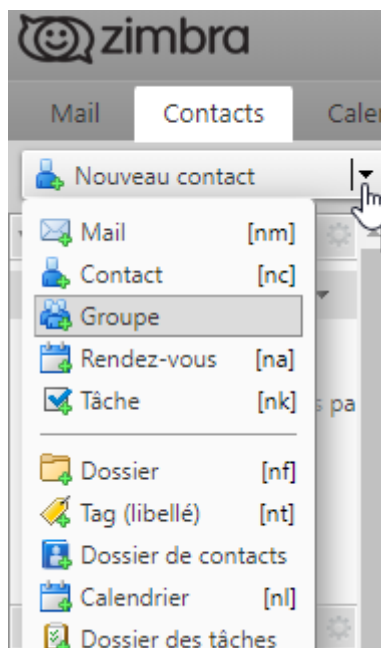 zimbra
Mail Contacts
Nouveau contact
Mail [nm]
Contact [nc]
Groupe
Rendez-vous [na]
Tâche [nk]
pa
Dossier [nf]
Tag (libellé) [nt]
Dossier de contacts
Calendrier [nl]
Dossier des tâches